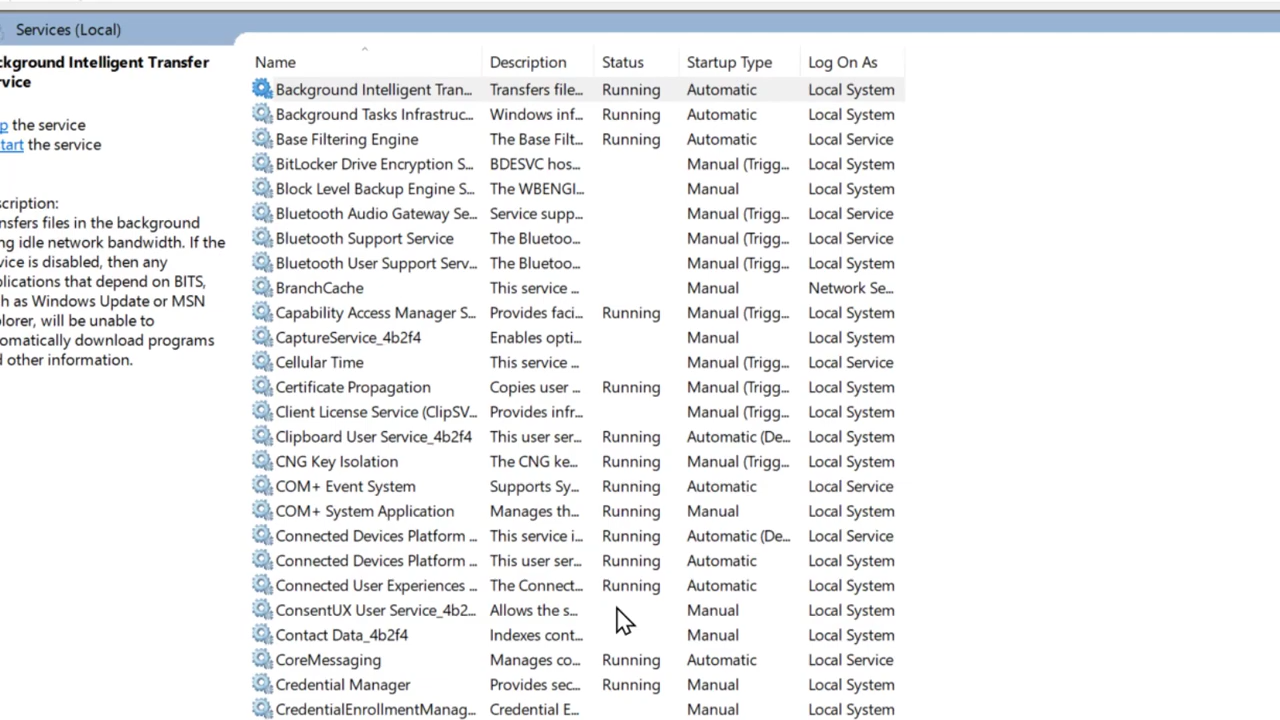 Services (Local)
ckground Intelligent Transfer
rvice
p the service
tart the service
scription:
nsfers files in the background
ng idle network bandwidth. If the
vice is disabled, then any
plications that depend on BITS,
h as Windows Update or MSN
plorer, will be unable to
omatically download programs
d other information.
Name Description Status Startup Type Log On As
Background Intelligent Tran... Transfers file... Running Automatic Local System
Background Tasks Infrastruc... Windows inf... Running Automatic Local System
Base Filtering Engine The Base Filt... Running Automatic Local Service
BitLocker Drive Encryption S... BDESVC hos... Manual (Trigg... Local System
Block Level Backup Engine S... The WBENGI... Manual Local System
Bluetooth Audio Gateway Se... Service supp... Manual (Trigg... Local Service
Bluetooth Support Service The Bluetoo... Manual (Trigg... Local Service
Bluetooth User Support Serv... The Bluetoo... Manual (Trigg... Local System
BranchCache This service ... Manual Network Se...
Capability Access Manager S... Provides faci... Running Manual (Trigg... Local System
CaptureService_4b2f4 Enables opti... Manual Local System
Cellular Time This service ... Manual (Trigg... Local Service
Certificate Propagation Copies user ... Running Manual (Trigg... Local System
Client License Service (ClipSV... Provides infr... Manual (Trigg... Local System
Clipboard User Service_4b2f4 This user ser... Running Automatic (De... Local System
CNG Key Isolation The CNG ke... Running Manual (Trigg... Local System
COM+ Event System Supports Sy... Running Automatic Local Service
COM+ System Application Manages th... Running Manual Local System
Connected Devices Platform ... This service i... Running Automatic (De... Local Service
Connected Devices Platform ... This user ser... Running Automatic Local System
Connected User Experiences ... The Connect... Running Automatic Local System
ConsentUX User Service_4b2... Allows the s... Manual Local System
Contact Data_4b2f4 Indexes cont... Manual Local System
CoreMessaging Manages co... Running Automatic Local Service
Credential Manager Provides sec... Running Manual Local System
CredentialEnrollmentManag... Credential E... Manual Local System